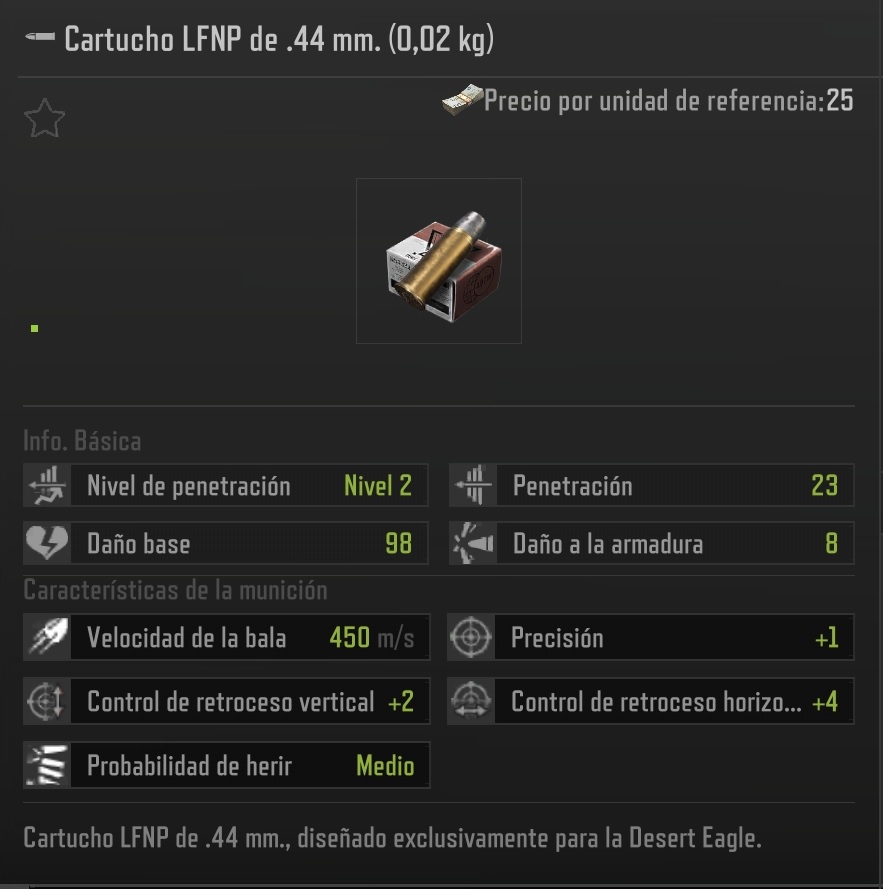 Cartucho LFNP de .44 mm. (0,02 kg)
Precio por unidad de referencia:25
Info. Básica
Nivel de penetración Nivel 2
Penetración 23
Daño base 98
Daño a la armadura 8
Características de la munición
Velocidad de la bala 450 m/s
Precisión +1
Control de retroceso vertical +2
Control de retroceso horizo... +4
Probabilidad de herir Medio
Cartucho LFNP de .44 mm., diseñado exclusivamente para la Desert Eagle.